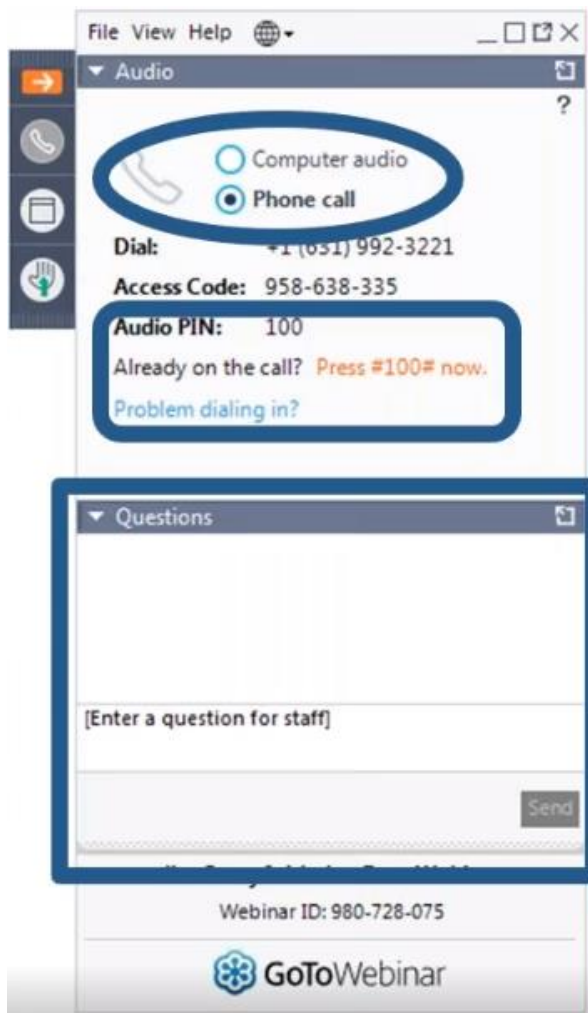 File View Help
Audio
?
Computer audio
Phone call
Dial: +1 (631) 992-3221
Access Code: 958-638-335
Audio PIN: 100
Already on the call? Press #100# now.
Problem dialing in?
Questions
[Enter a question for staff]
Send
Webinar ID: 980-728-075
GoToWebinar